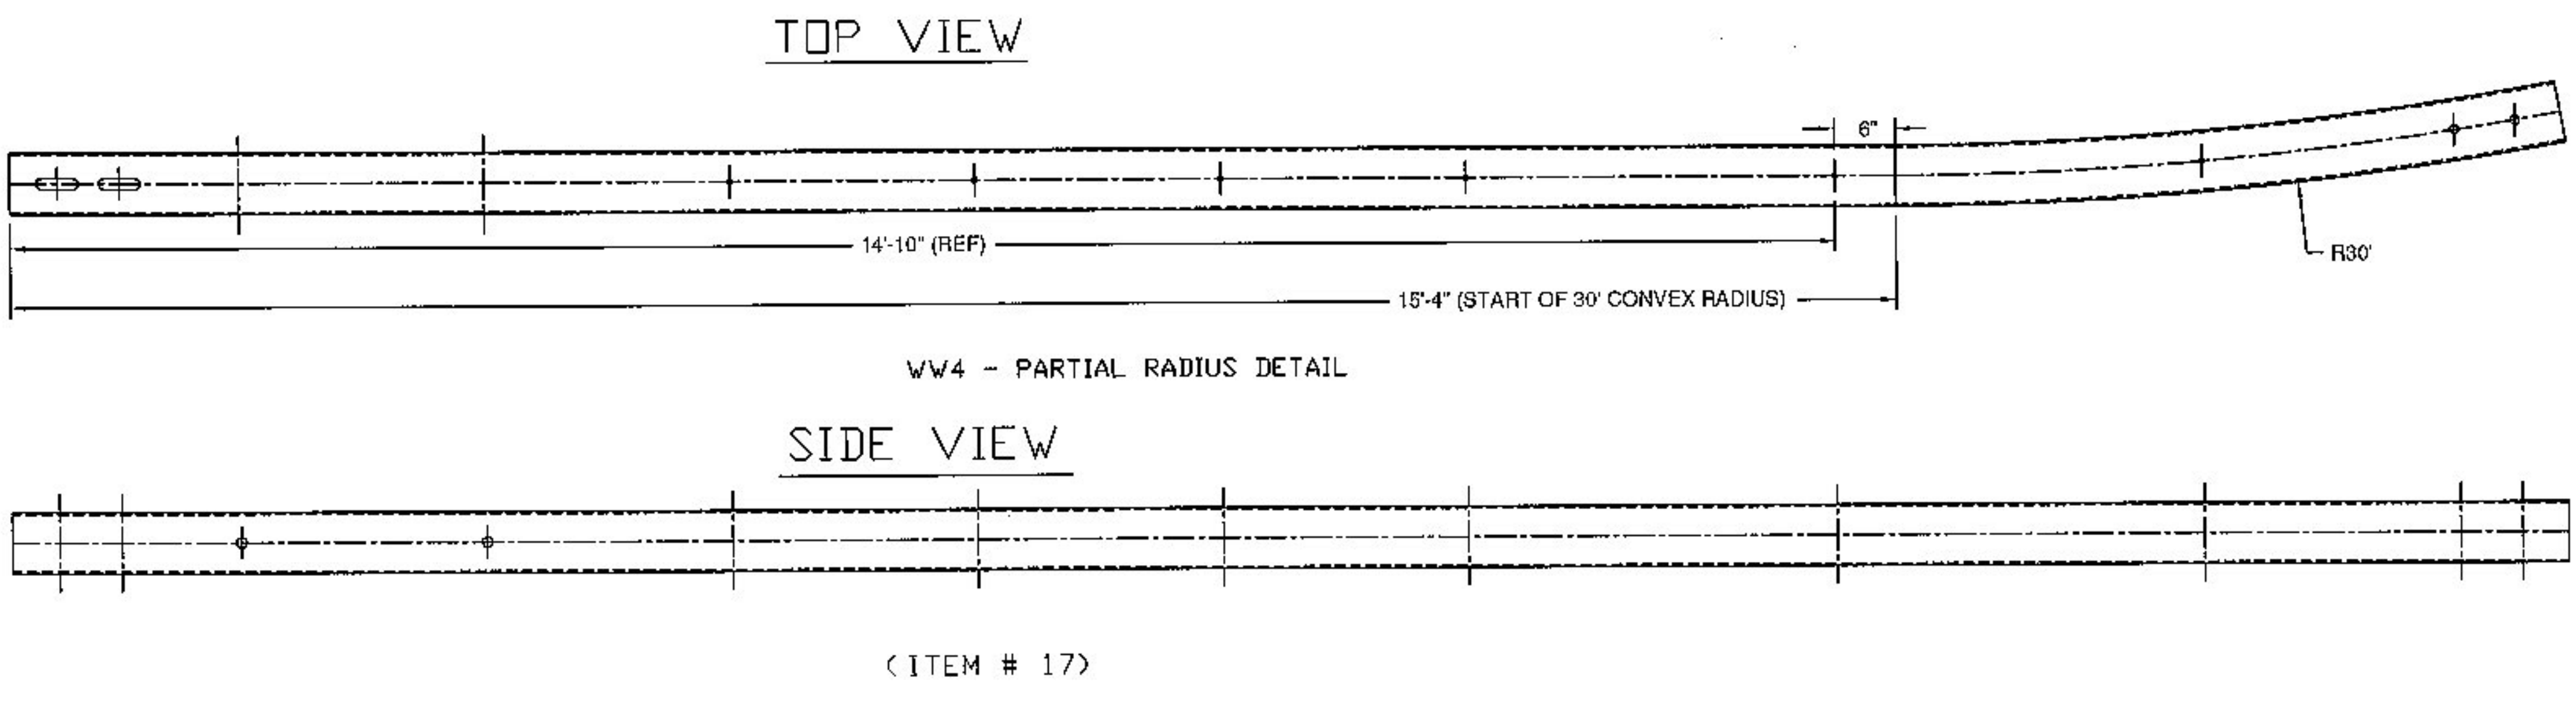 TOP VIEW
6"
14'-10" (REF)
R30'
15'-4" (START OF 30' CONVEX RADIUS)
WW4 - PARTIAL RADIUS DETAIL
SIDE VIEW
(ITEM # 17)